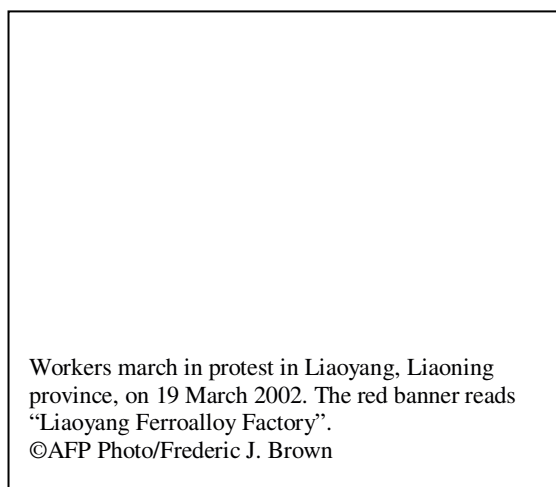 Workers march in protest in Liaoyang, Liaoning
province, on 19 March 2002. The red banner reads
“Liaoyang Ferroalloy Factory”.
©AFP Photo/Frederic J. Brown